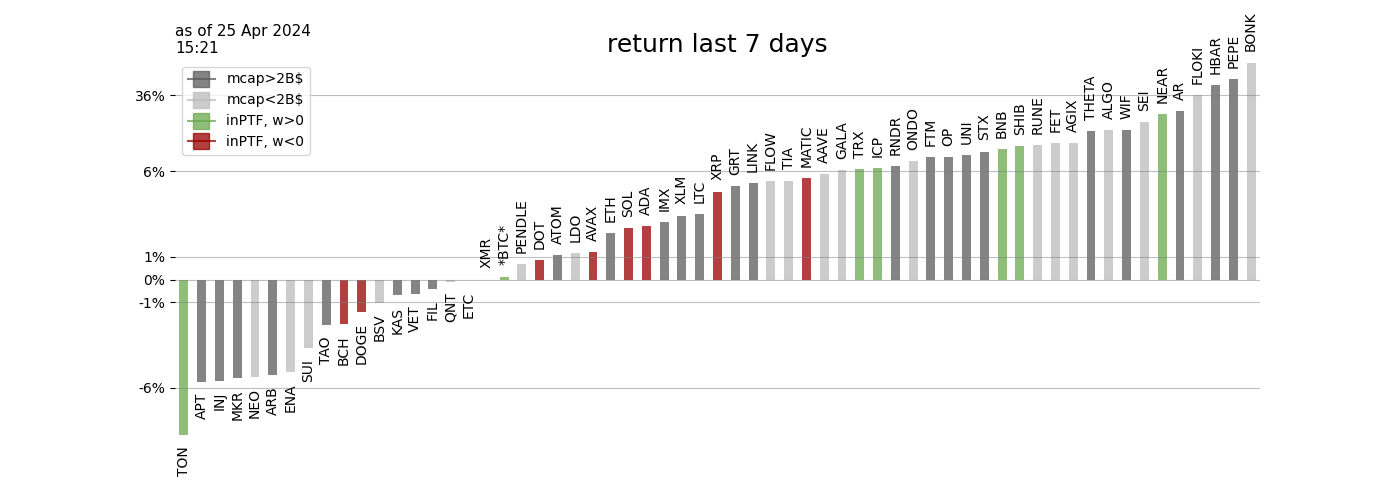 as of 25 Apr 2024
15:21
return last 7 days
mcap>2B$
mcap<2B$
inPTF, w>0
inPTF, w<0
36%
6%
1%
0%
-1%
-6%
TON
APT
INJ
MKR
NEO
ARB
ENA
SUI
TAO
BCH
DOGE
BSV
KAS
VET
FIL
QNT
ETC
XMR
*BTC*
PENDLE
DOT
ATOM
LDO
AVAX
ETH
SOL
ADA
IMX
XLM
LTC
XRP
GRT
LINK
FLOW
TIA
MATIC
AAVE
GALA
TRX
ICP
RNDR
ONDO
FTM
OP
UNI
STX
BNB
SHIB
RUNE
FET
AGIX
THETA
ALGO
WIF
SEI
NEAR
AR
FLOKI
HBAR
PEPE
BONK